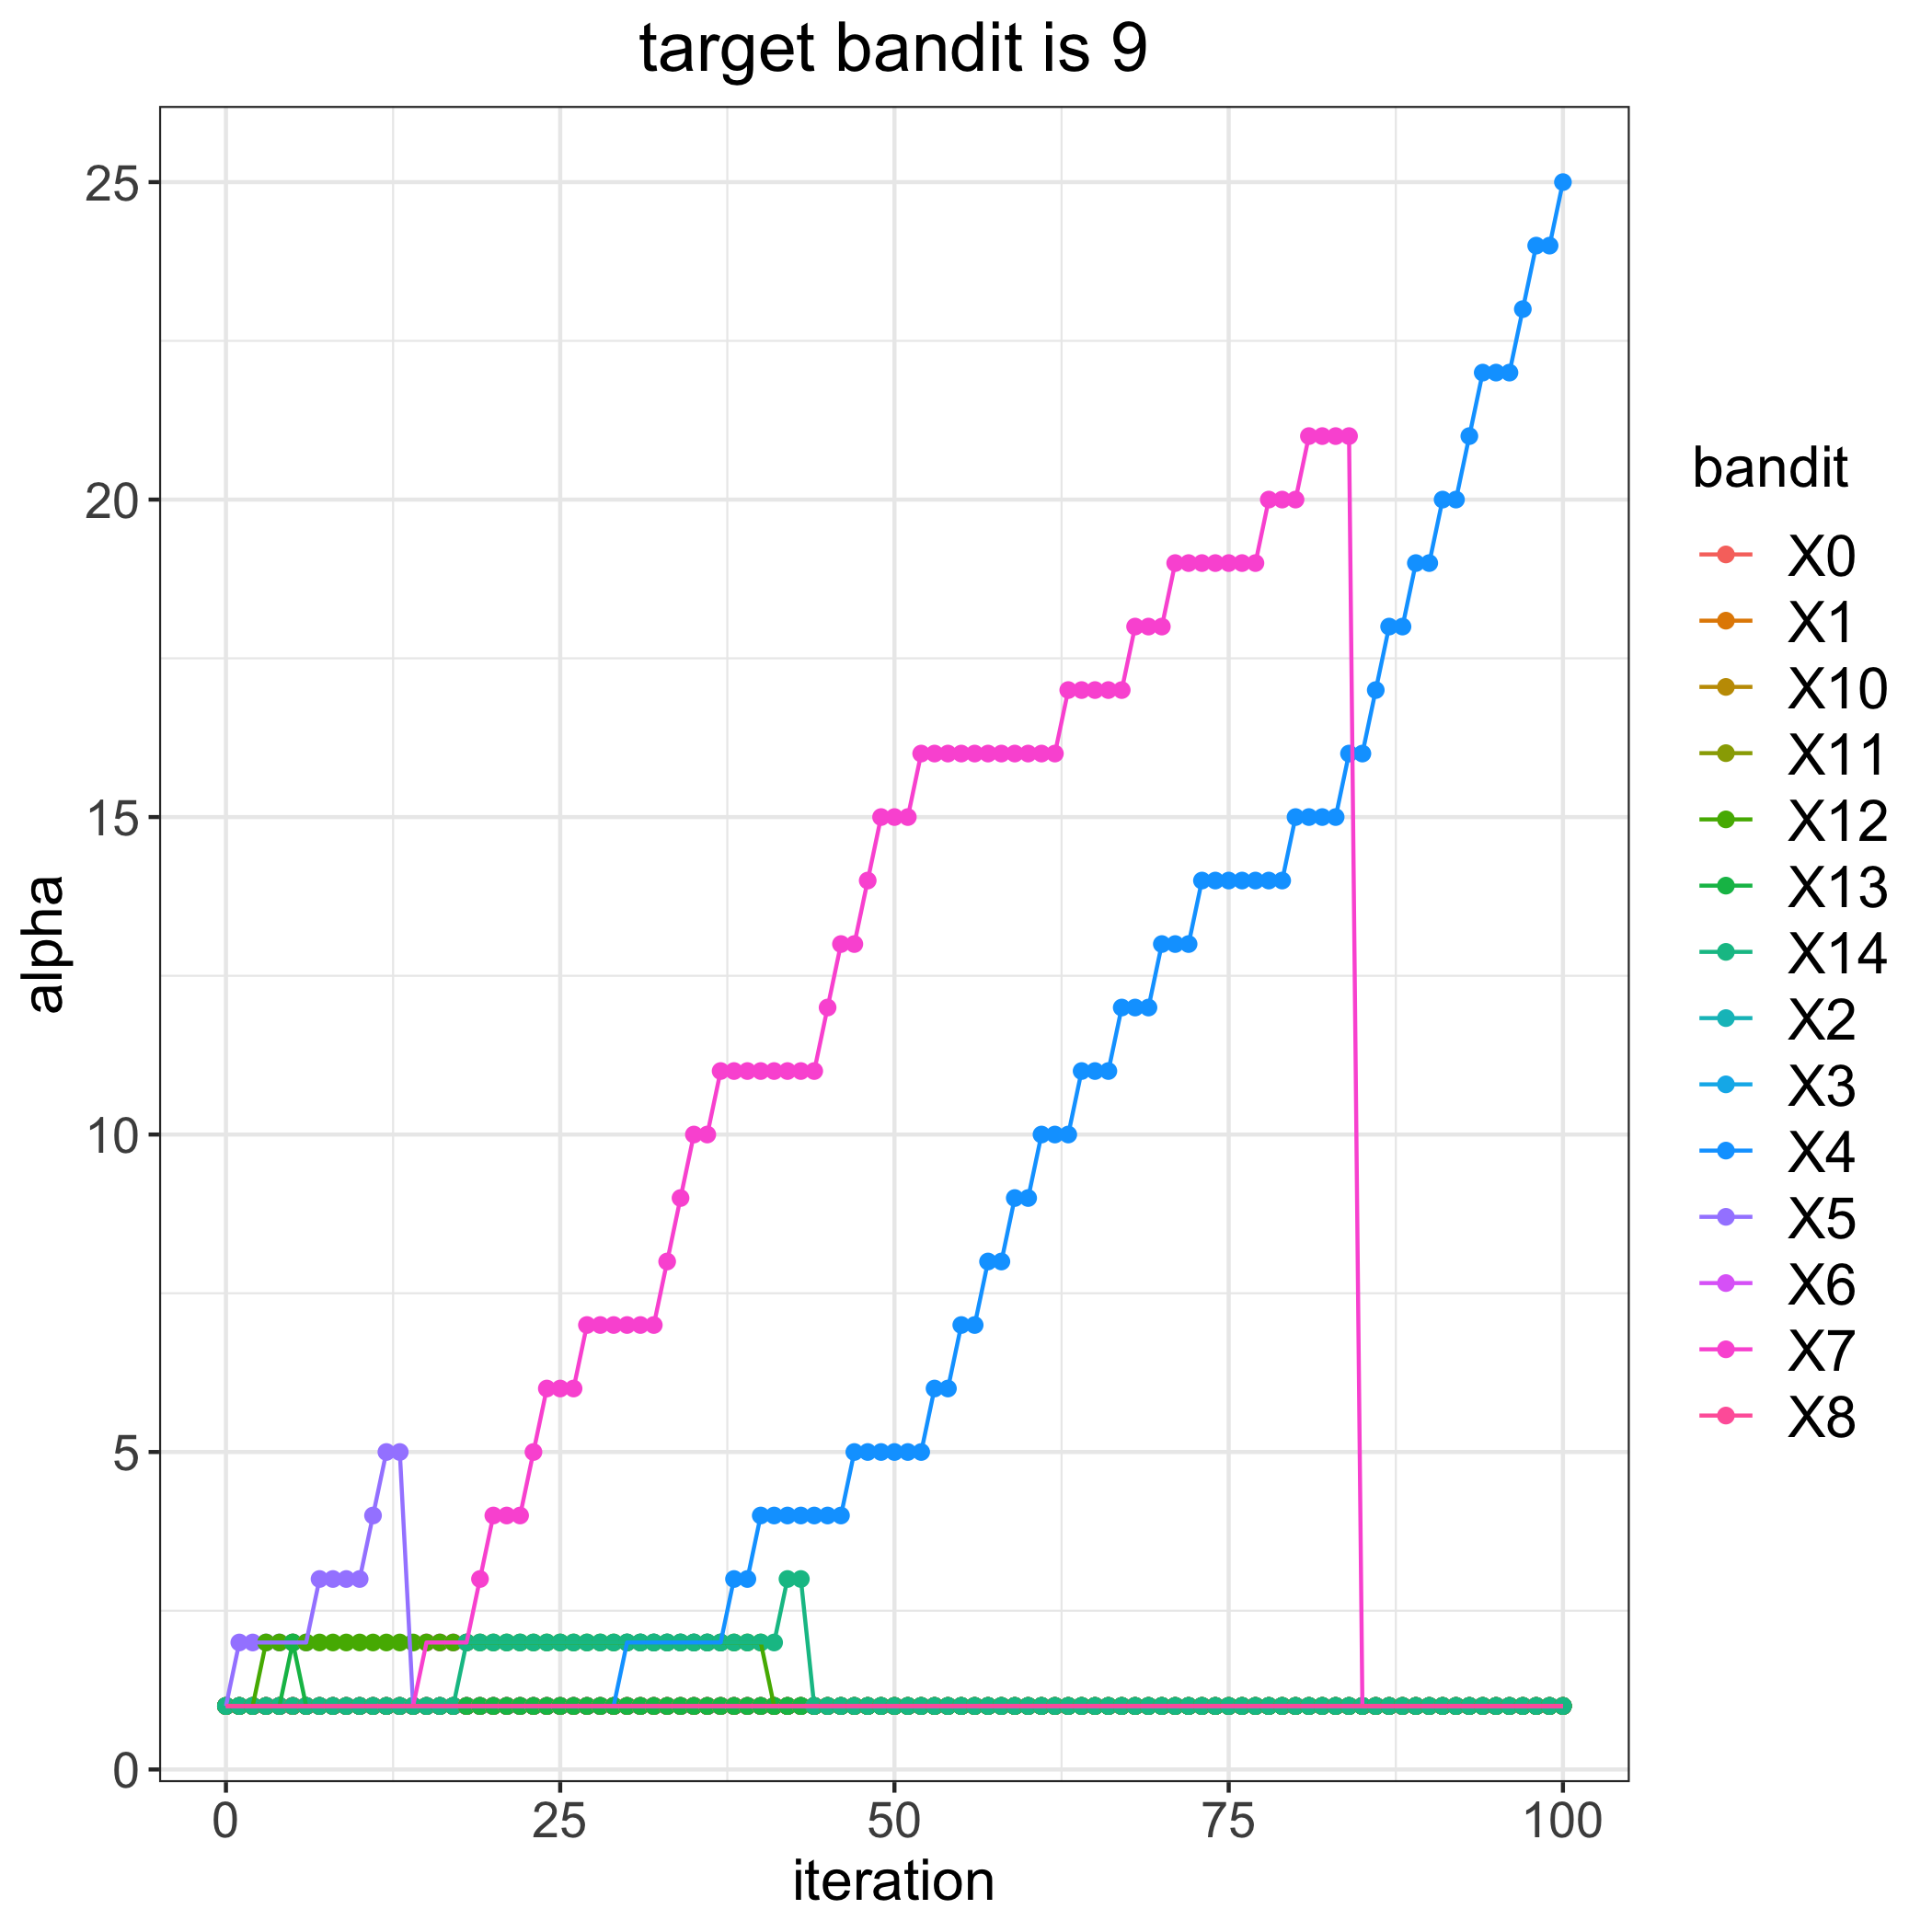 target bandit is 9
25
20
15
10
5
0
alpha
0 25 50 75 100
iteration
bandit
X0
X1
X10
X11
X12
X13
X14
X2
X3
X4
X5
X6
X7
X8